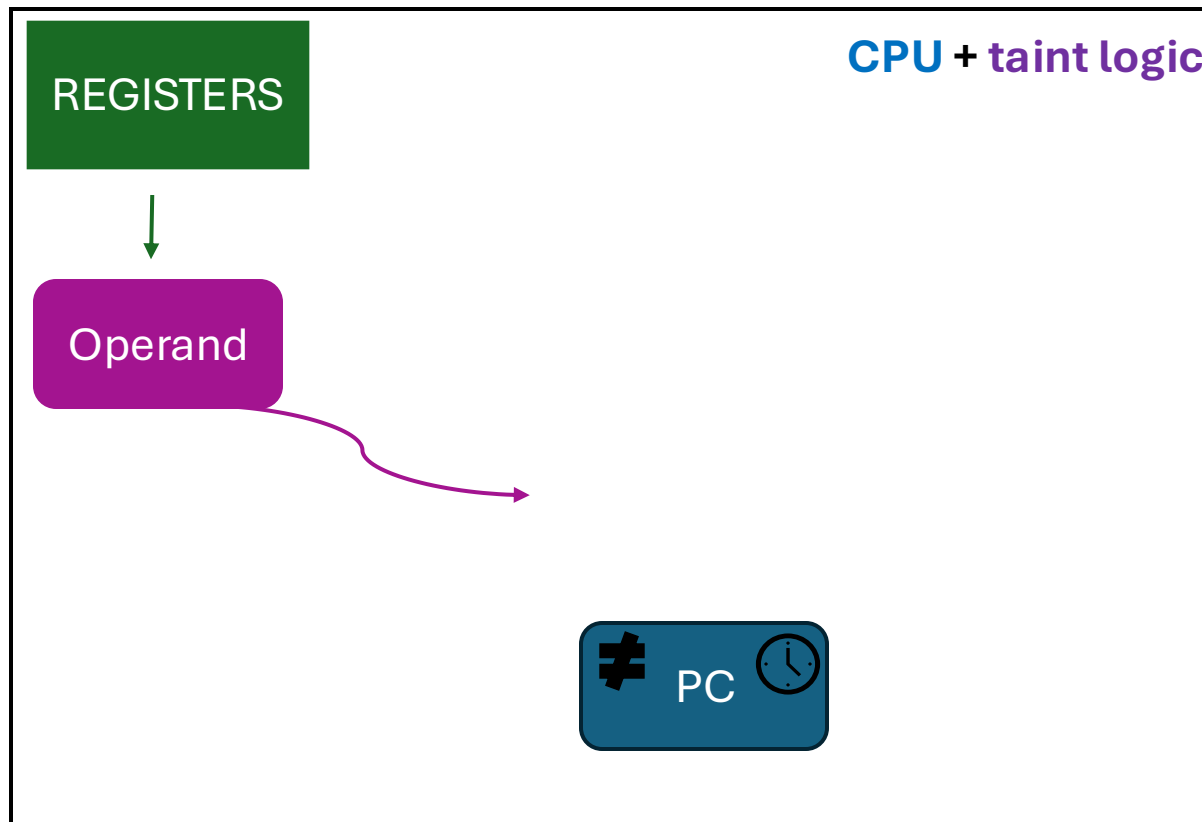 REGISTERS
CPU + taint logic
Operand
≠
PC